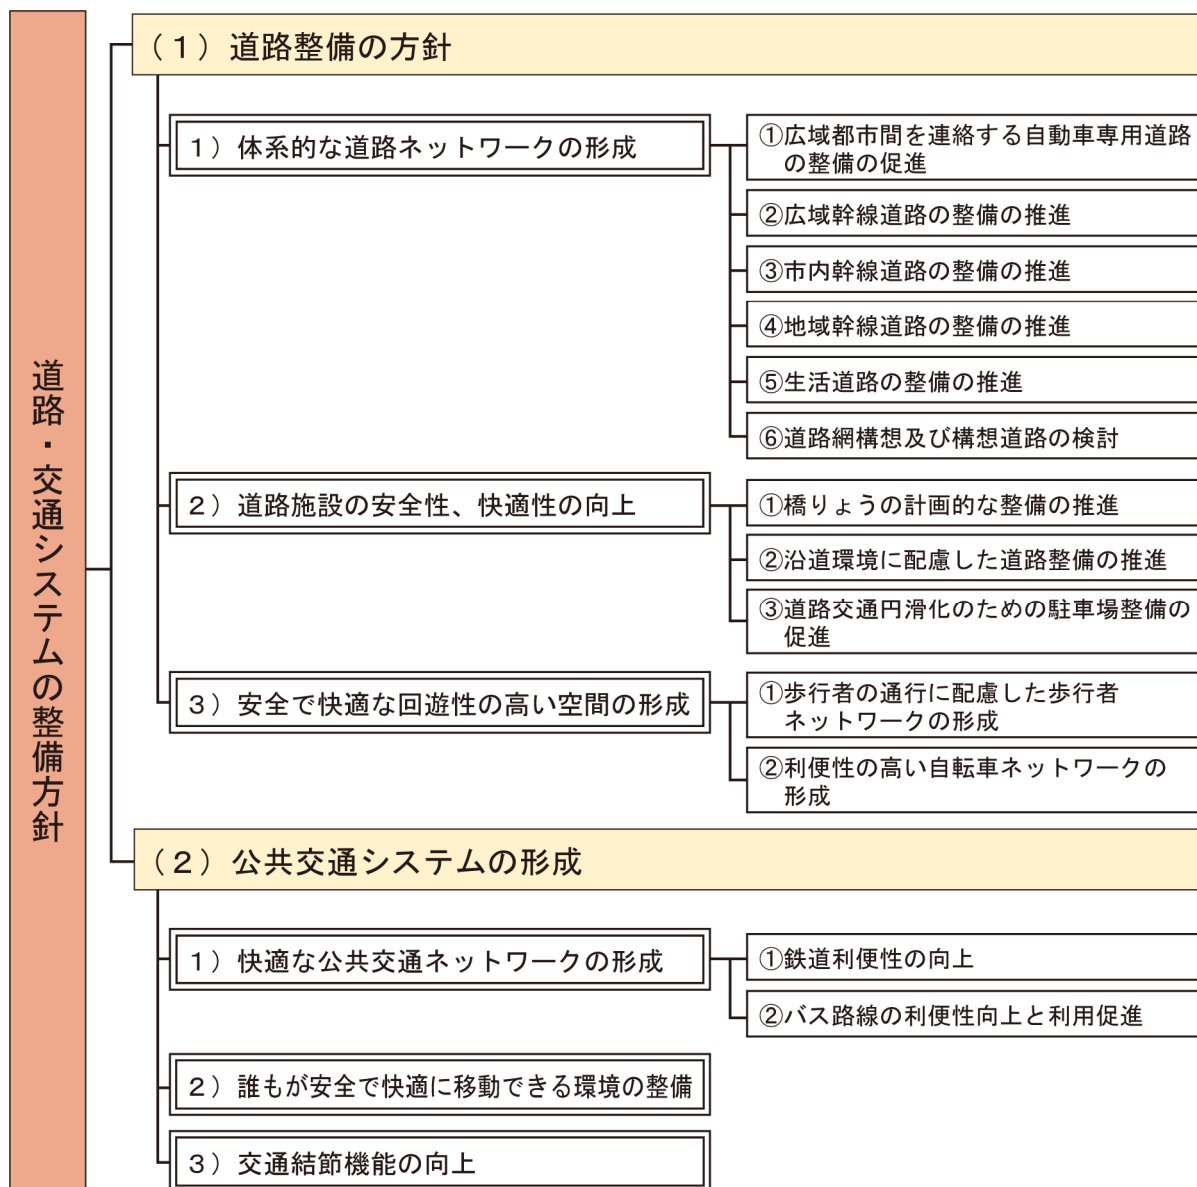 道路・交通システムの整備方針
（１）道路整備の方針
１）体系的な道路ネットワークの形成
①広域都市間を連絡する自動車専用道路
の整備の促進
②広域幹線道路の整備の推進
③市内幹線道路の整備の推進
④地域幹線道路の整備の推進
⑤生活道路の整備の推進
⑥道路網構想及び構想道路の検討
２）道路施設の安全性、快適性の向上
①橋りょうの計画的な整備の推進
②沿道環境に配慮した道路整備の推進
③道路交通円滑化のための駐車場整備の
促進
３）安全で快適な回遊性の高い空間の形成
①歩行者の通行に配慮した歩行者
ネットワークの形成
②利便性の高い自転車ネットワークの
形成
（２）公共交通システムの形成
１）快適な公共交通ネットワークの形成
①鉄道利便性の向上
②バス路線の利便性向上と利用促進
２）誰もが安全で快適に移動できる環境の整備
３）交通結節機能の向上